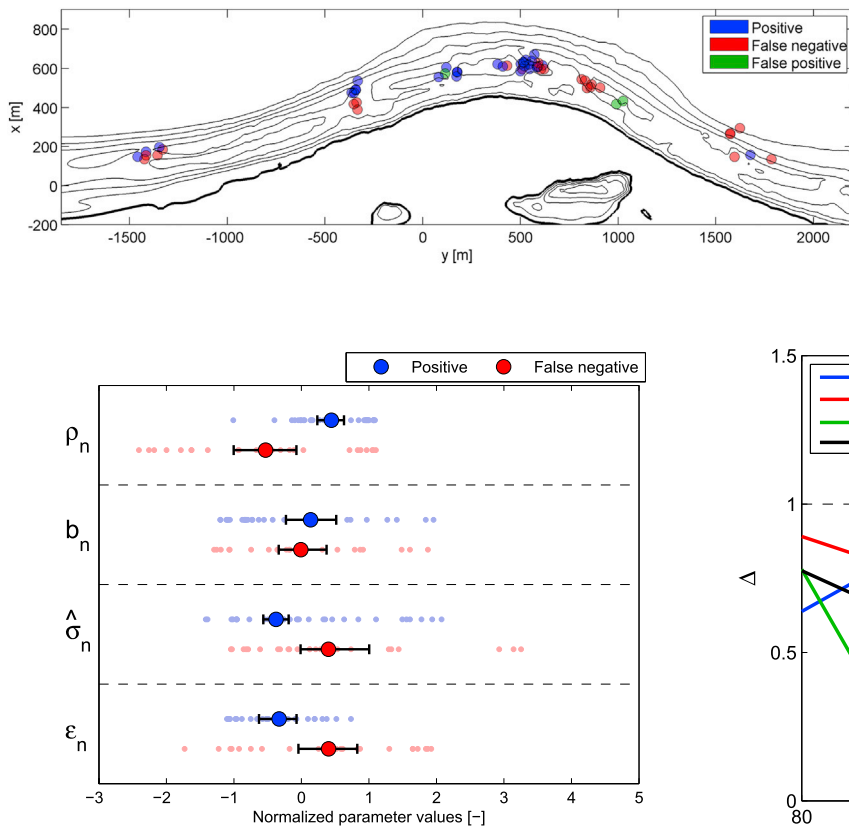 800
600
400
200
0
-200
x [m]
Positive
False negative
False positive
-1500 -1000 -500 0 500 1000 1500 2000
y [m]
Positive False negative
ρn
bn
σ̂n
εn
−3 −2 −1 0 1 2 3 4 5
Normalized parameter values [−]
1.5
1
0.5
0
Δ
80